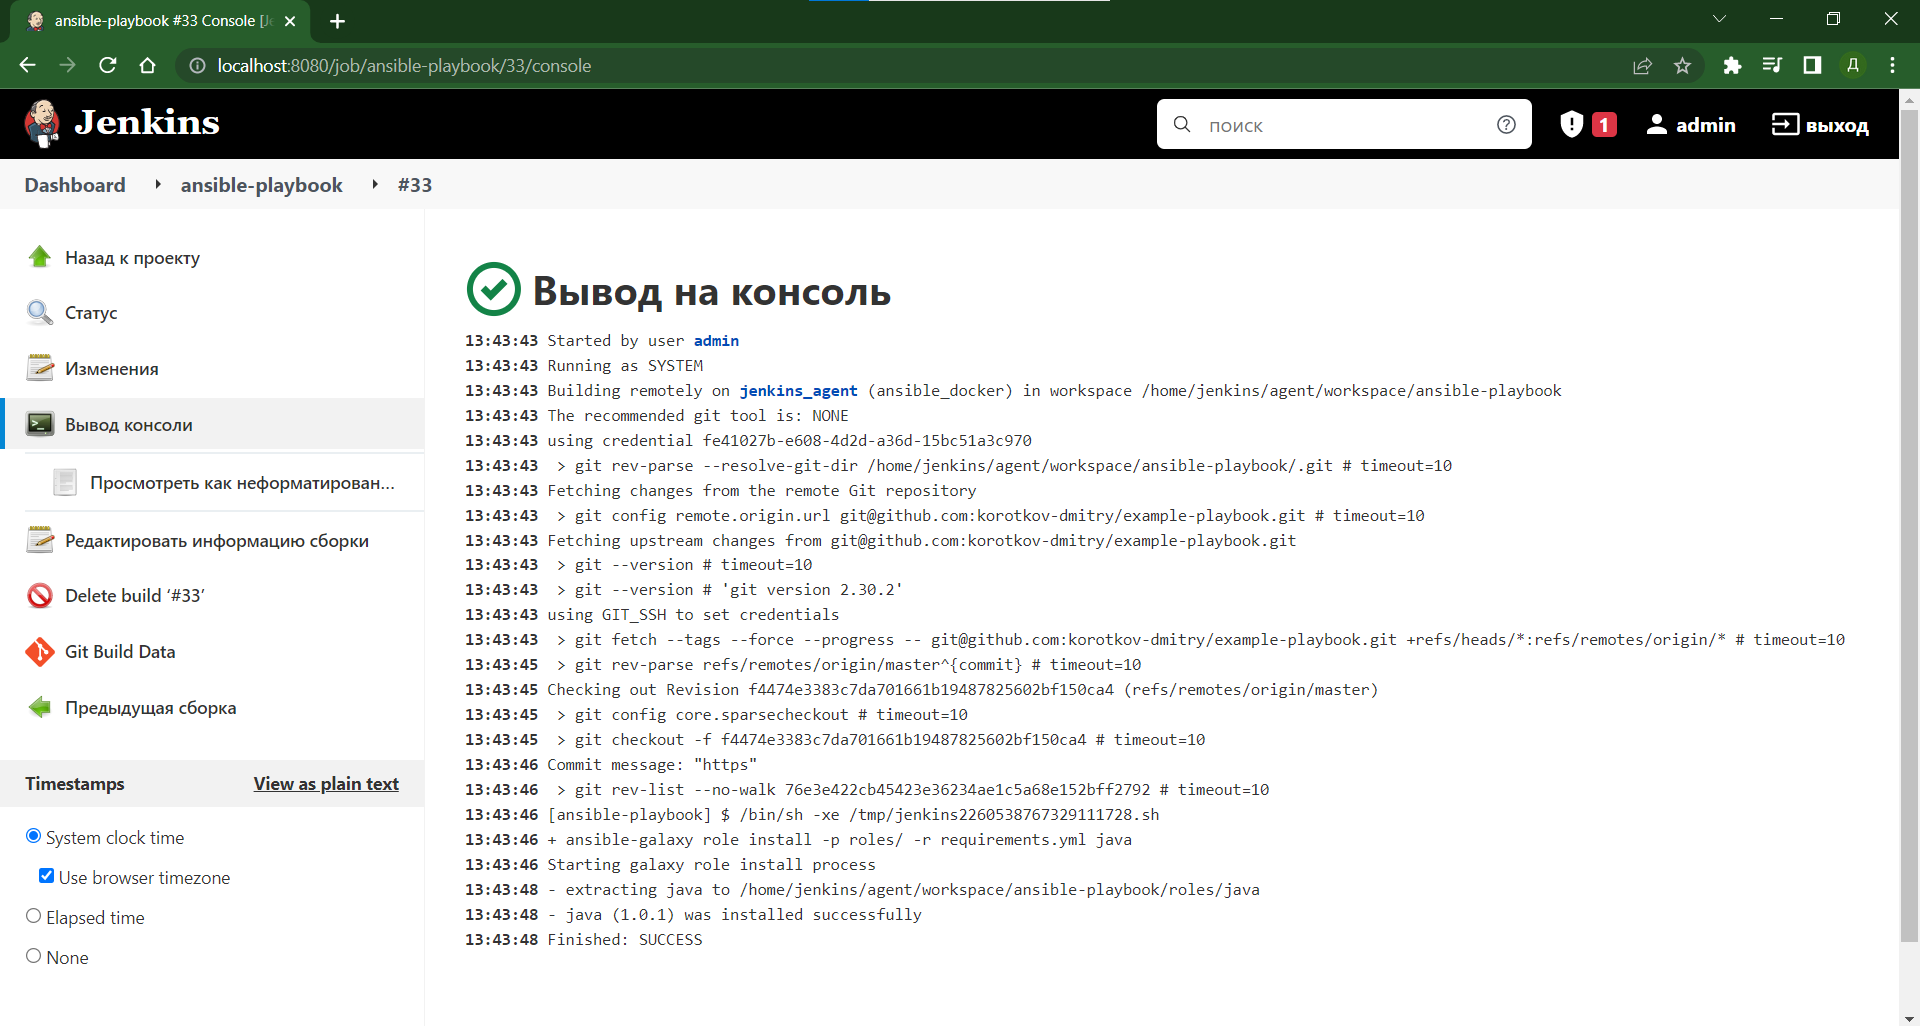 ansible-playbook #33 Console [Je
localhost:8080/job/ansible-playbook/33/console
Д
Jenkins
поиск
1
admin
выход
Dashboard
ansible-playbook
#33
Назад к проекту
Статус
Изменения
Вывод консоли
Просмотреть как неформатирован...
Редактировать информацию сборки
Delete build ‘#33’
Git Build Data
Предыдущая сборка
Timestamps
View as plain text
System clock time
Use browser timezone
Elapsed time
None
Вывод на консоль
13:43:43 Started by user admin
13:43:43 Running as SYSTEM
13:43:43 Building remotely on jenkins_agent (ansible_docker) in workspace /home/jenkins/agent/workspace/ansible-playbook
13:43:43 The recommended git tool is: NONE
13:43:43 using credential fe41027b-e608-4d2d-a36d-15bc51a3c970
13:43:43 > git rev-parse --resolve-git-dir /home/jenkins/agent/workspace/ansible-playbook/.git # timeout=10
13:43:43 Fetching changes from the remote Git repository
13:43:43 > git config remote.origin.url git@github.com:korotkov-dmitry/example-playbook.git # timeout=10
13:43:43 Fetching upstream changes from git@github.com:korotkov-dmitry/example-playbook.git
13:43:43 > git --version # timeout=10
13:43:43 > git --version # 'git version 2.30.2'
13:43:43 using GIT_SSH to set credentials
13:43:43 > git fetch --tags --force --progress -- git@github.com:korotkov-dmitry/example-playbook.git +refs/heads/*:refs/remotes/origin/* # timeout=10
13:43:45 > git rev-parse refs/remotes/origin/master^{commit} # timeout=10
13:43:45 Checking out Revision f4474e3383c7da701661b19487825602bf150ca4 (refs/remotes/origin/master)
13:43:45 > git config core.sparsecheckout # timeout=10
13:43:45 > git checkout -f f4474e3383c7da701661b19487825602bf150ca4 # timeout=10
13:43:46 Commit message: "https"
13:43:46 > git rev-list --no-walk 76e3e422cb45423e36234ae1c5a68e152bff2792 # timeout=10
13:43:46 [ansible-playbook] $ /bin/sh -xe /tmp/jenkins2260538767329111728.sh
13:43:46 + ansible-galaxy role install -p roles/ -r requirements.yml java
13:43:46 Starting galaxy role install process
13:43:48 - extracting java to /home/jenkins/agent/workspace/ansible-playbook/roles/java
13:43:48 - java (1.0.1) was installed successfully
13:43:48 Finished: SUCCESS